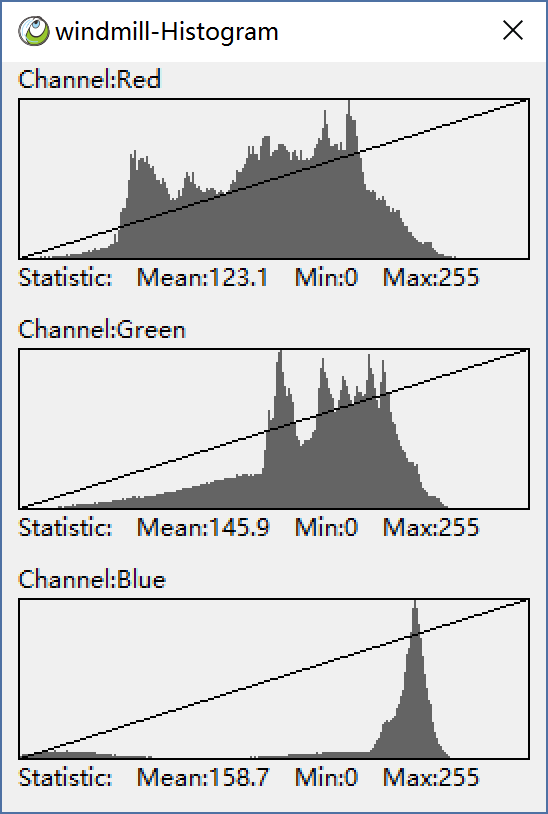 windmill-Histogram
Channel:Red
Statistic: Mean:123.1 Min:0 Max:255
Channel:Green
Statistic: Mean:145.9 Min:0 Max:255
Channel:Blue
Statistic: Mean:158.7 Min:0 Max:255